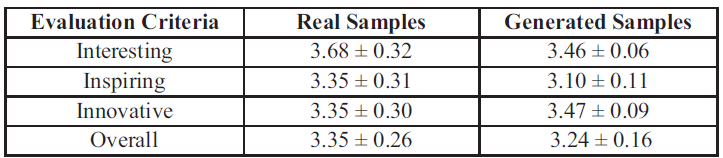 Evaluation Criteria Real Samples Generated Samples
Interesting 3.68 ± 0.32 3.46 ± 0.06
Inspiring 3.35 ± 0.31 3.10 ± 0.11
Innovative 3.35 ± 0.30 3.47 ± 0.09
Overall 3.35 ± 0.26 3.24 ± 0.16